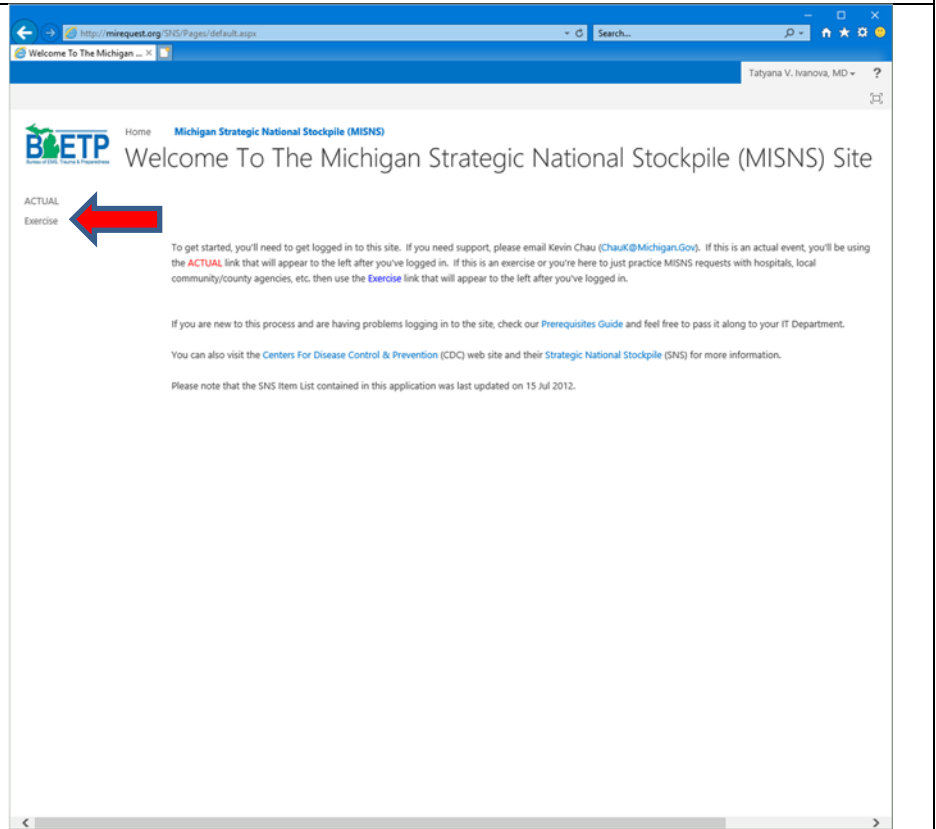 http://mirequest.org/SNS/Pages/default.aspx
Search...
Welcome To The Michigan ...
Tatyana V. Ivanova, MD
?
BETP
Bureau of EMS, Trauma & Preparedness
Home Michigan Strategic National Stockpile (MISNS)
Welcome To The Michigan Strategic National Stockpile (MISNS) Site
ACTUAL
Exercise
To get started, you'll need to get logged in to this site. If you need support, please email Kevin Chau (ChauK@Michigan.Gov). If this is an actual event, you'll be using
the ACTUAL link that will appear to the left after you've logged in. If this is an exercise or you're here to just practice MISNS requests with hospitals, local
community/county agencies, etc. then use the Exercise link that will appear to the left after you've logged in.
If you are new to this process and are having problems logging in to the site, check our Prerequisites Guide and feel free to pass it along to your IT Department.
You can also visit the Centers For Disease Control & Prevention (CDC) web site and their Strategic National Stockpile (SNS) for more information.
Please note that the SNS Item List contained in this application was last updated on 15 Jul 2012.